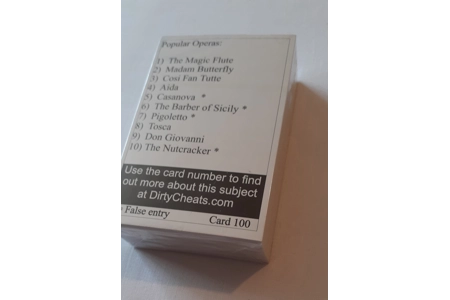 Popular Operas:
1) The Magic Flute
2) Madam Butterfly
3) Cosi Fan Tutte
4) Aida
5) Casanova *
6) The Barber of Sicily *
7) Pigoletto *
8) Tosca
9) Don Giovanni
10) The Nutcracker *
Use the card number to find
out more about this subject
at DirtyCheats.com
* False entry Card 100